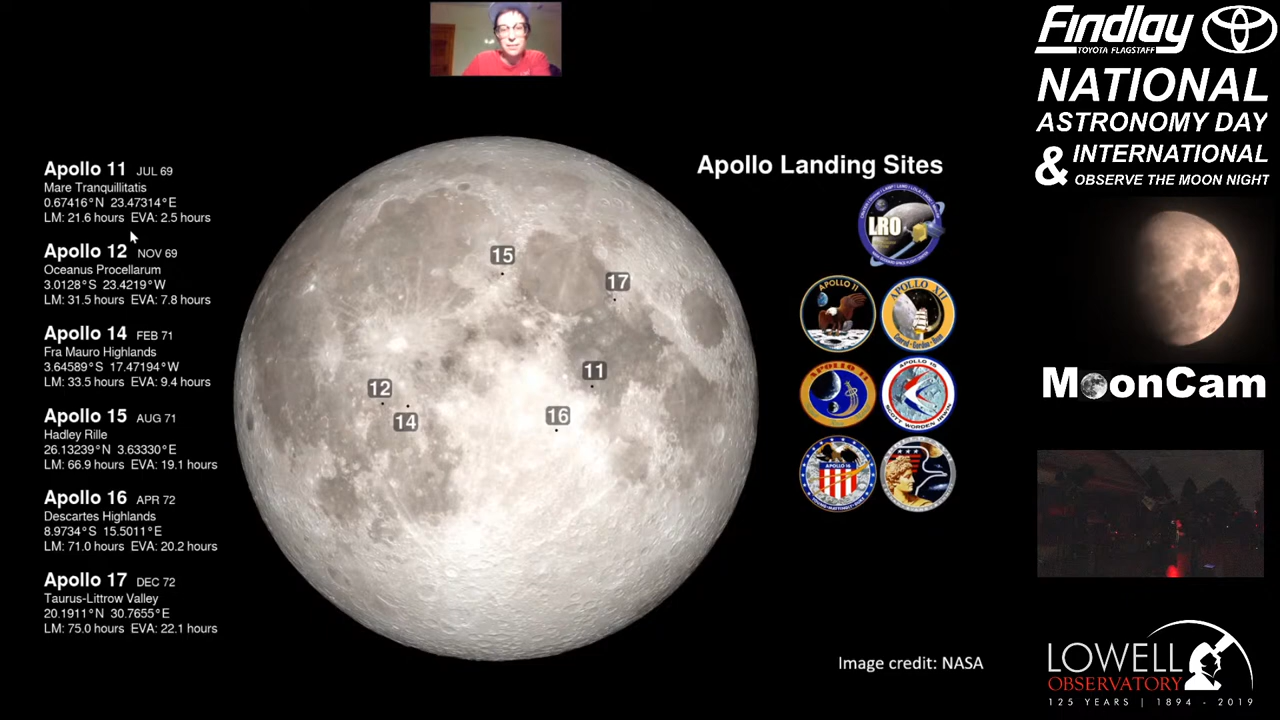 Apollo 11 JUL 69
Mare Tranquillitatis
0.67416°N 23.47314°E
LM: 21.6 hours EVA: 2.5 hours
Apollo 12 NOV 69
Oceanus Procellarum
3.0128°S 23.4219°W
LM: 31.5 hours EVA: 7.8 hours
Apollo 14 FEB 71
Fra Mauro Highlands
3.64589°S 17.47194°W
LM: 33.5 hours EVA: 9.4 hours
Apollo 15 AUG 71
Hadley Rille
26.13239°N 3.63330°E
LM: 66.9 hours EVA: 19.1 hours
Apollo 16 APR 72
Descartes Highlands
8.9734°S 15.5011°E
LM: 71.0 hours EVA: 20.2 hours
Apollo 17 DEC 72
Taurus-Littrow Valley
20.1911°N 30.7655°E
LM: 75.0 hours EVA: 22.1 hours
15
17
11
12
14
16
Apollo Landing Sites
LRO
APOLLO 11
APOLLO XII
APOLLO 16
Image credit: NASA
Findlay
TOYOTA FLAGSTAFF
NATIONAL
ASTRONOMY DAY
& INTERNATIONAL
OBSERVE THE MOON NIGHT
MoonCam
LOWELL
OBSERVATORY
125 YEARS | 1894 - 2019